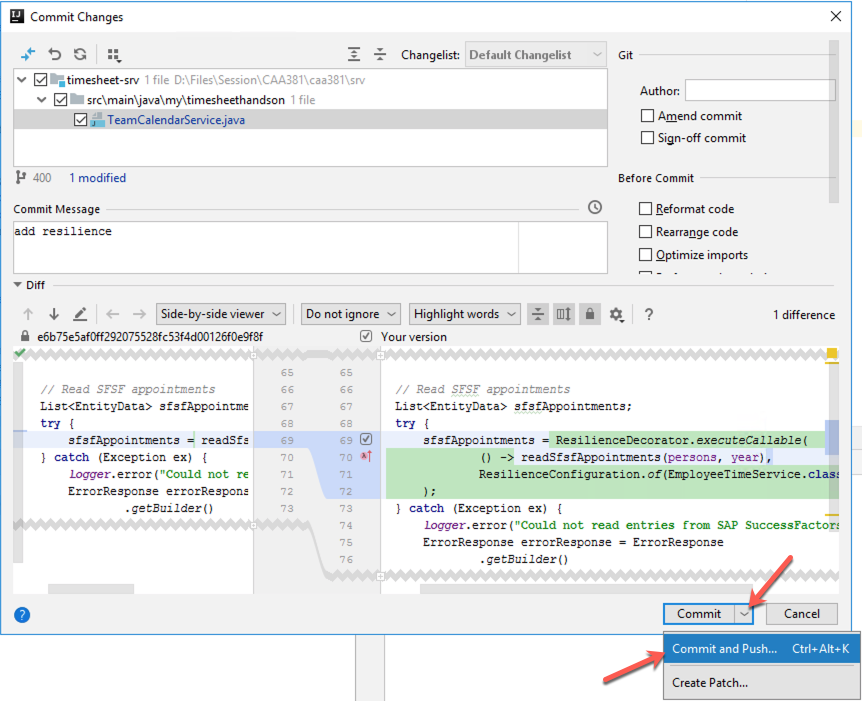 Commit Changes
Changelist: Default Changelist
Git
timesheet-srv 1 file D:\Files\Session\CAA381\caa381\srv
src\main\java\my\timesheethandson 1 file
TeamCalendarService.java
Author:
Amend commit
Sign-off commit
400 1 modified
Before Commit
Commit Message
Reformat code
add resilience
Rearrange code
Optimize imports
Diff
Side-by-side viewer Do not ignore Highlight words ? 1 difference
e6b75e5af0ff292075528fc53f4d00126f0e9f8f Your version
65 65
// Read SFSF appointments 66 66 // Read SFSF appointments
List<EntityData> sfsfAppointme 67 67 List<EntityData> sfsfAppointments;
try { 68 68 try {
sfsfAppointments = readSfs 69 69 sfsfAppointments = ResilienceDecorator.executeCallable(
} catch (Exception ex) { 70 70 () -> readSfsfAppointments(persons, year),
logger.error("Could not re 71 71 ResilienceConfiguration.of(EmployeeTimeService.class
ErrorResponse errorRespons 72 72 );
.getBuilder() 73 73 } catch (Exception ex) {
74 logger.error("Could not read entries from SAP SuccessFactors
75 ErrorResponse errorResponse = ErrorResponse
76 .getBuilder()
? Commit Cancel
Commit and Push... Ctrl+Alt+K
Create Patch...